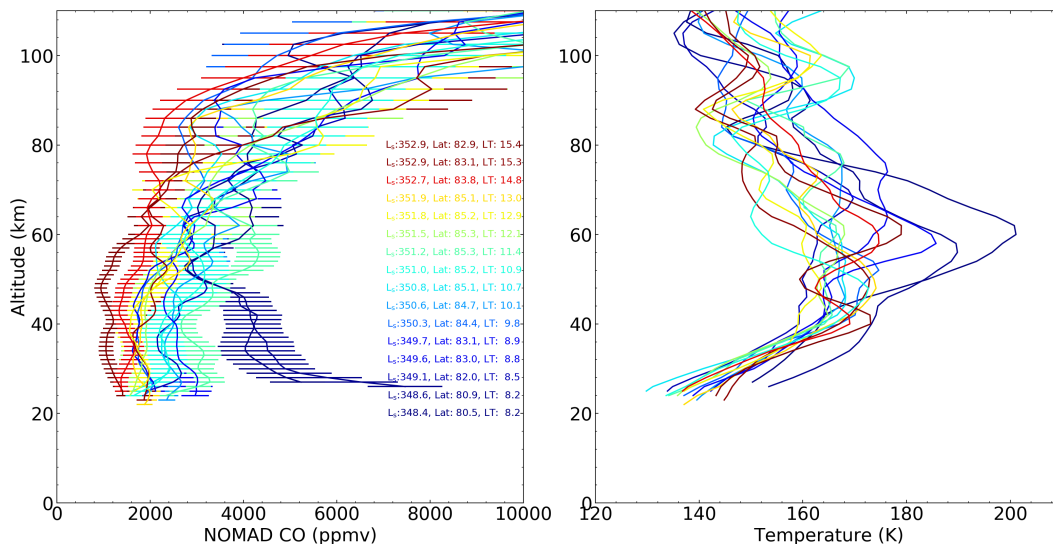 100
80
60
40
20
0
Altitude (km)
Ls:352.9, Lat: 82.9, LT: 15.4
Ls:352.9, Lat: 83.1, LT: 15.3
Ls:352.7, Lat: 83.8, LT: 14.8
Ls:351.9, Lat: 85.1, LT: 13.0
Ls:351.8, Lat: 85.2, LT: 12.9
Ls:351.5, Lat: 85.3, LT: 12.1
Ls:351.2, Lat: 85.3, LT: 11.4
Ls:351.0, Lat: 85.2, LT: 10.9
Ls:350.8, Lat: 85.1, LT: 10.7
Ls:350.6, Lat: 84.7, LT: 10.1
Ls:350.3, Lat: 84.4, LT: 9.8
Ls:349.7, Lat: 83.1, LT: 8.9
Ls:349.6, Lat: 83.0, LT: 8.8
Ls:349.1, Lat: 82.0, LT: 8.5
Ls:348.6, Lat: 80.9, LT: 8.2
Ls:348.4, Lat: 80.5, LT: 8.2
0 2000 4000 6000 8000 10000
NOMAD CO (ppmv)
100
80
60
40
20
0
120 140 160 180 200
Temperature (K)